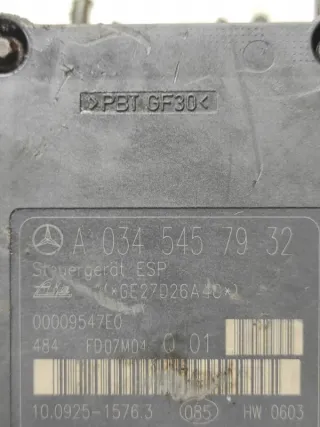 >PBT GF30<
A 034 545 79 32
Steuergerät ESP
Ate (*GE27D26A40*)
00009547E0
484 FD07M01 0 01
10.0925-1576.3 085 HW 0603